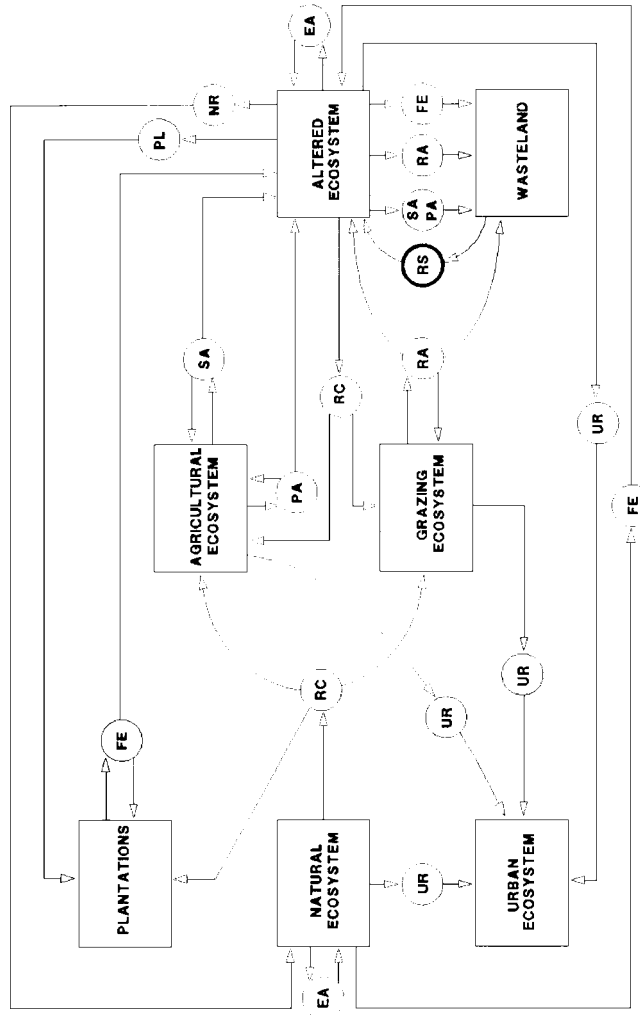 NR
PL
PLANTATIONS
FE
AGRICULTURAL
ECOSYSTEM
SA
PA
EA
NATURAL
ECOSYSTEM
RC
RC
ALTERED
ECOSYSTEM
EA
UR
UR
GRAZING
ECOSYSTEM
RA
RS
SA
PA
RA
FE
URBAN
ECOSYSTEM
UR
WASTELAND
UR
FE